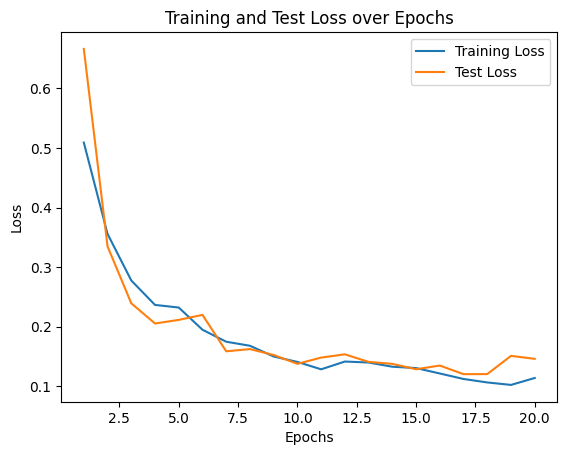 Training and Test Loss over Epochs
Training Loss
Test Loss
0.6
0.5
0.4
0.3
0.2
0.1
Loss
2.5
5.0
7.5
10.0
12.5
15.0
17.5
20.0
Epochs